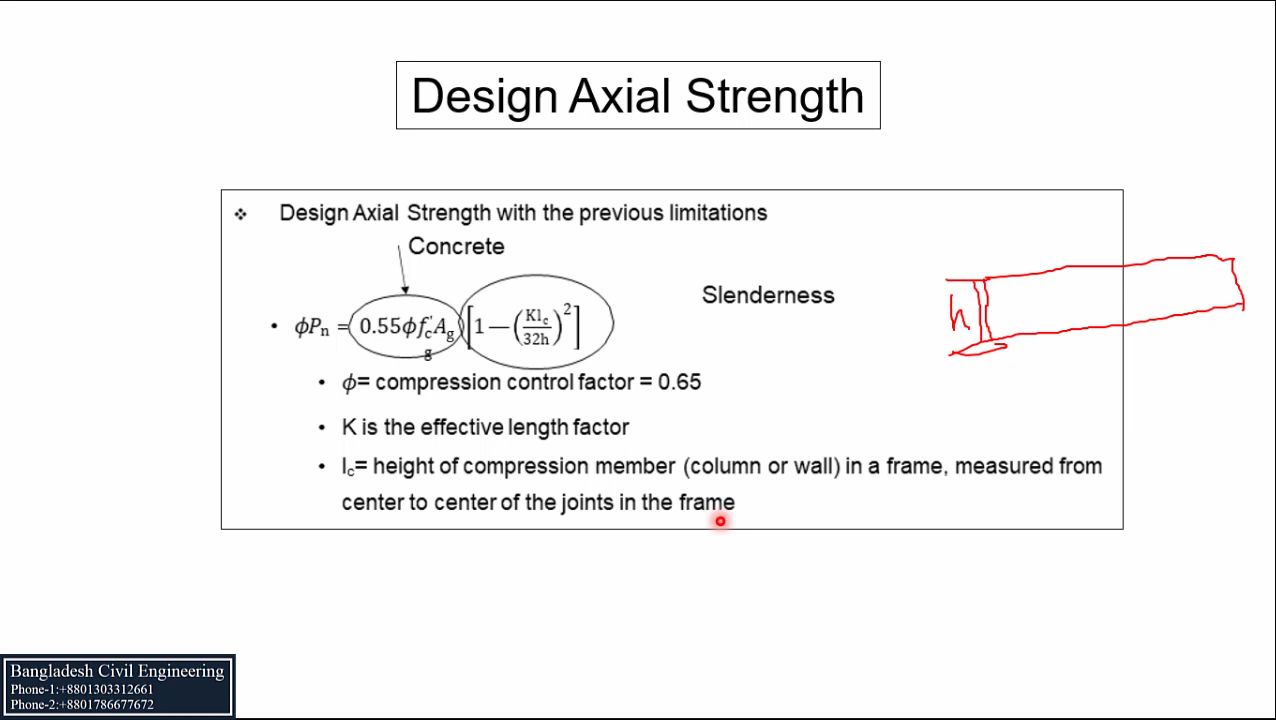 Design Axial Strength
❖ Design Axial Strength with the previous limitations
Concrete
• ϕPn = 0.55ϕf'cAg [1 − (Klc/32h)²]
g
Slenderness
h
• ϕ= compression control factor = 0.65
• K is the effective length factor
• lc= height of compression member (column or wall) in a frame, measured from
center to center of the joints in the frame
Bangladesh Civil Engineering
Phone-1:+8801303312661
Phone-2:+8801786677672